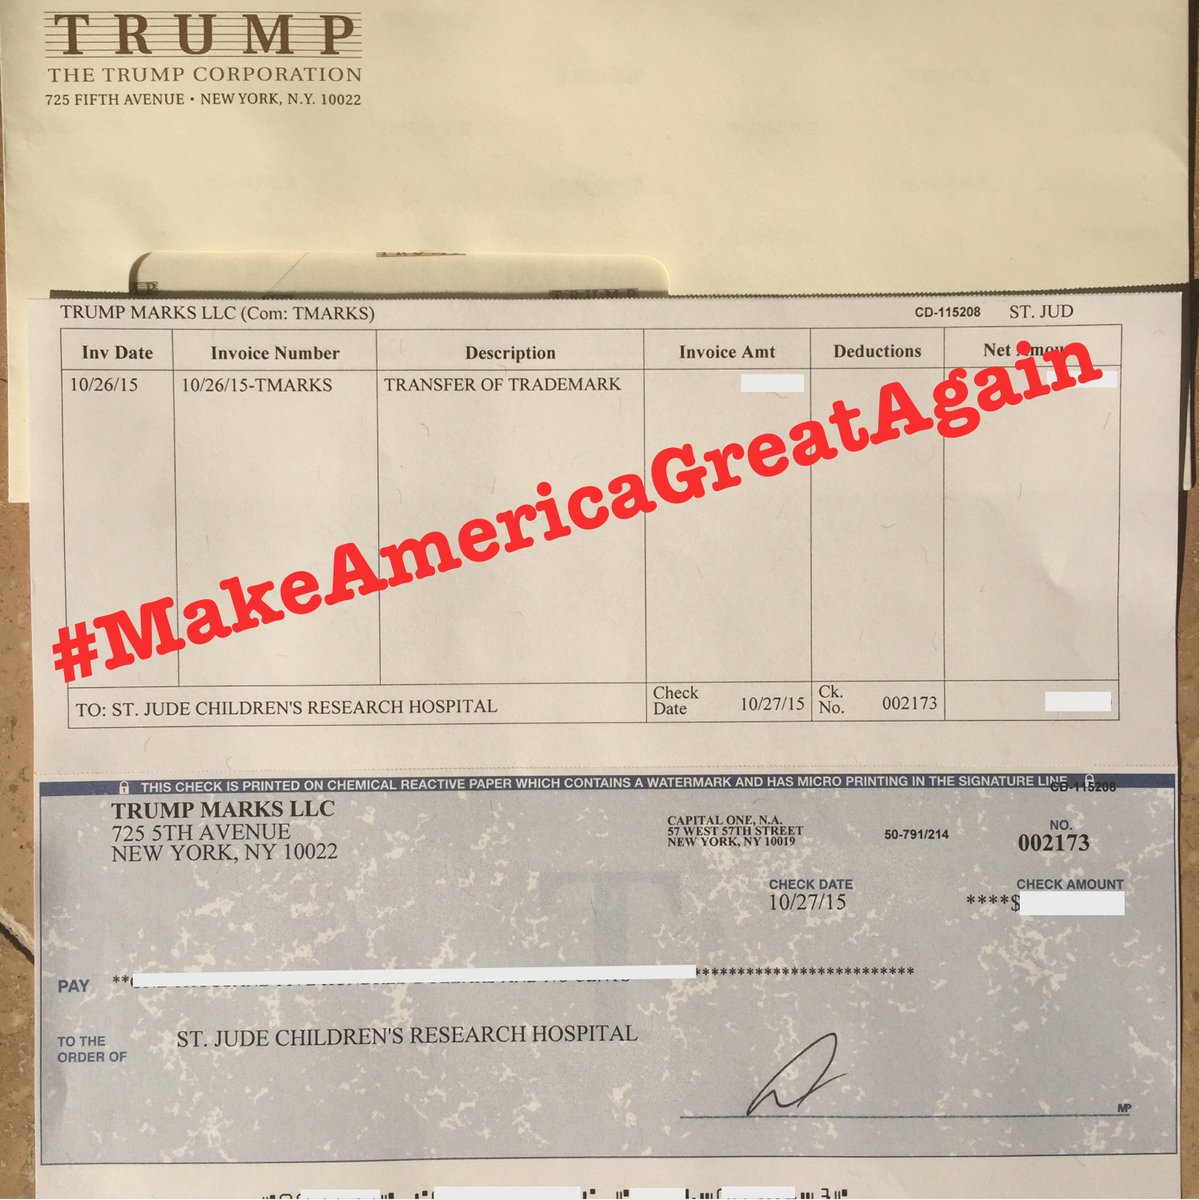 TRUMP
THE TRUMP CORPORATION
725 FIFTH AVENUE • NEW YORK, N.Y. 10022
TRUMP
TRUMP
TRUMP MARKS LLC (Com: TMARKS) CD-115208 ST. JUD
Inv Date Invoice Number Description Invoice Amt Deductions Net Amou
10/26/15 10/26/15-TMARKS TRANSFER OF TRADEMARK
#MakeAmericaGreatAgain
TO: ST. JUDE CHILDREN'S RESEARCH HOSPITAL Check Date 10/27/15 Ck. No. 002173
THIS CHECK IS PRINTED ON CHEMICAL REACTIVE PAPER WHICH CONTAINS A WATERMARK AND HAS MICRO PRINTING IN THE SIGNATURE LINE
CD-115208
TRUMP MARKS LLC
725 5TH AVENUE
NEW YORK, NY 10022
CAPITAL ONE, N.A.
57 WEST 57TH STREET
NEW YORK, NY 10019
50-791/214
NO.
002173
CHECK DATE
10/27/15
CHECK AMOUNT
****$
PAY **
*************************
TO THE
ORDER OF
ST. JUDE CHILDREN'S RESEARCH HOSPITAL
MP